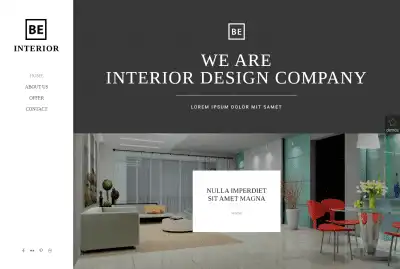 BE
INTERIOR
HOME
ABOUT US
OFFER
CONTACT
BE
WE ARE
INTERIOR DESIGN COMPANY
LOREM IPSUM DOLOR MIT SAMET
NULLA IMPERDIET
SIT AMET MAGNA